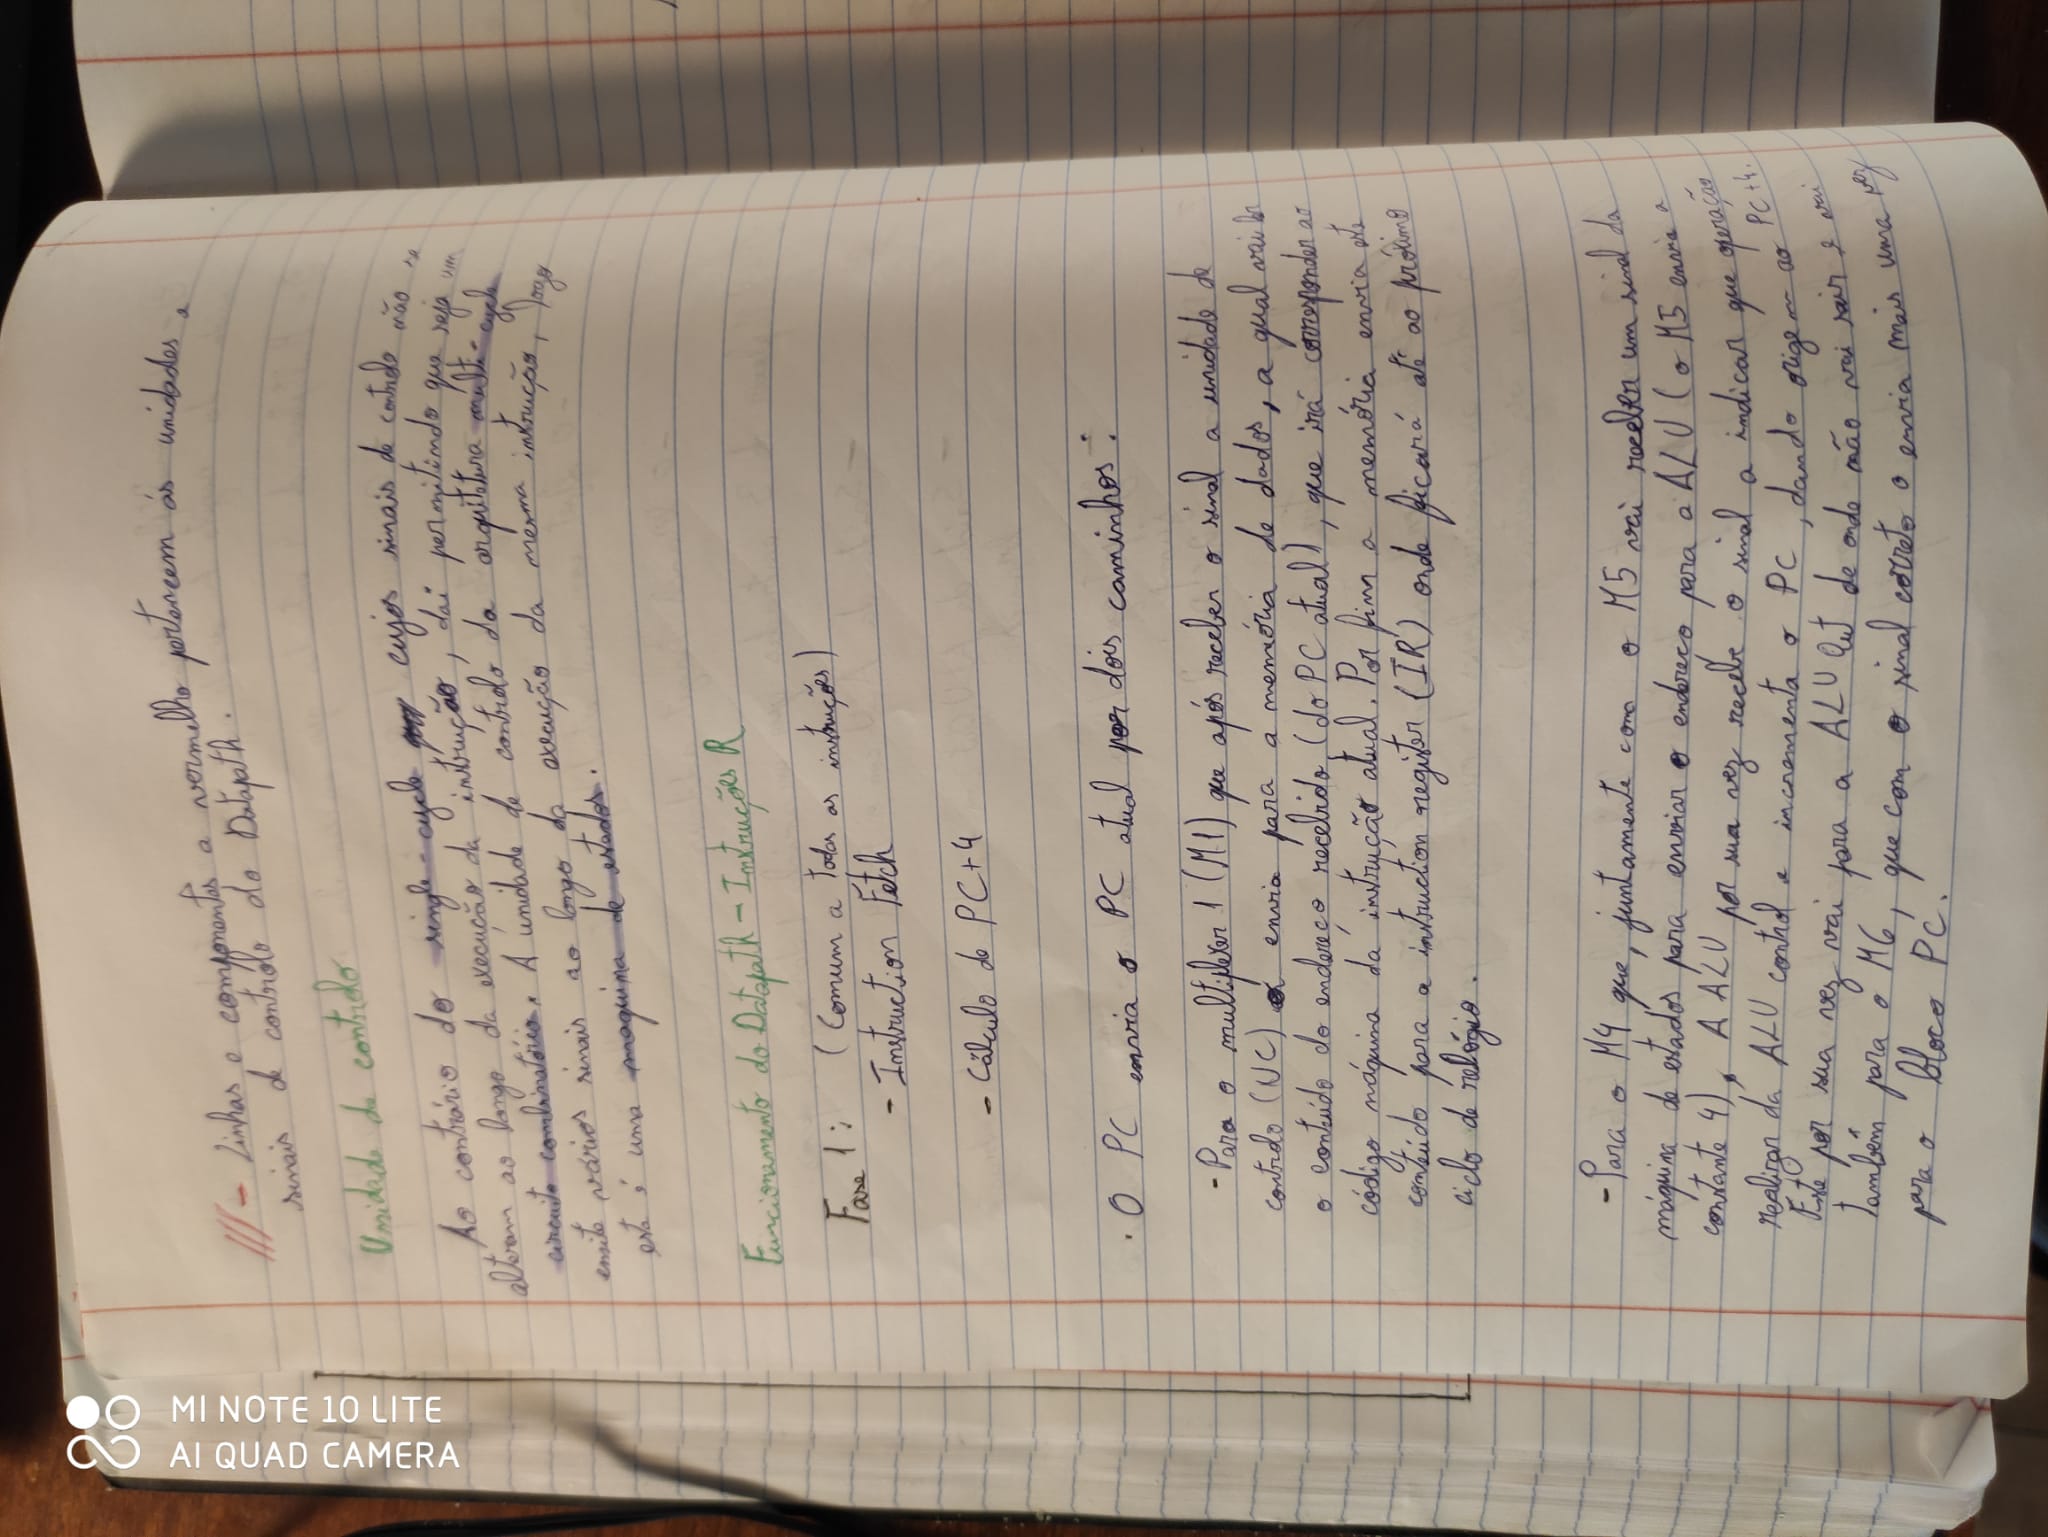 /// - Linhas e componentes a vermelho pertencem ás unidades e
sinais de controlo do Datapath.
Unidade de controlo
Ao contrário do single-cycle cujos sinais de controlo não se
alteram ao longo da execução da instrução, dai permitindo que seja um
circuito combinatório. A unidade de controlo da arquitetura multi-cycle
emite vários sinais ao longo da execução da mesma instrução, logo
esta é uma maquina de estados.
Funcionamento do Datapath - Instruções R
Fase 1: (Comum a todas as instruções)
- Instruction Fetch
- Cálculo de PC+4
. O PC envia o PC atual por dois caminhos:
- Para o multiplexer 1 (M1) que após receber o sinal a unidade de
controlo (UC) o envia para a memória de dados, a qual vai ler
o conteúdo do endereço recebido, (do PC atual), que irá corresponder ao
código máquina da instrução atual. Por fim a memória envia este
conteúdo para a instruction register (IR) onde ficará até ao próximo
ciclo de relógio.
- Para o M4 que, juntamente com o M5 vai receber um sinal da
máquina de estados para enviar o endereço para a ALU (o M5 envia a
constante 4). A ALU por sua vez recebe o sinal a indicar que operação
realizar da ALU control e incrementa o PC, dando origem ao PC+4.
Este por sua vez vai para a ALU Out de onde não vai sair e vai
também para o M6, que com o sinal correto o envia mais uma vez
para o bloco PC.
MI NOTE 10 LITE
AI QUAD CAMERA